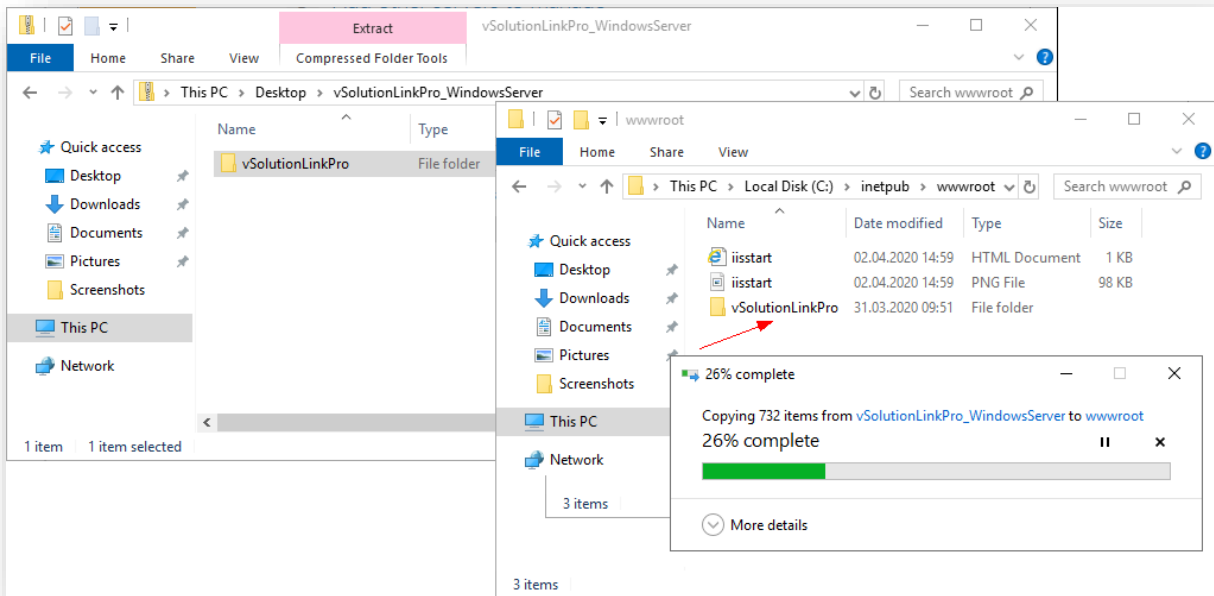 Extract
vSolutionLinkPro_WindowsServer
File Home Share View Compressed Folder Tools
This PC > Desktop > vSolutionLinkPro_WindowsServer
Search wwwroot
Name Type
Quick access
Desktop
Downloads
Documents
Pictures
Screenshots
This PC
Network
vSolutionLinkPro File folder
1 item 1 item selected
wwwroot
File Home Share View
This PC > Local Disk (C:) > inetpub > wwwroot
Search wwwroot
Name Date modified Type Size
Quick access
Desktop
Downloads
Documents
Pictures
Screenshots
This PC
Network
iisstart 02.04.2020 14:59 HTML Document 1 KB
iisstart 02.04.2020 14:59 PNG File 98 KB
vSolutionLinkPro 31.03.2020 09:51 File folder
3 items
26% complete
Copying 732 items from vSolutionLinkPro_WindowsServer to wwwroot
26% complete
More details
3 items